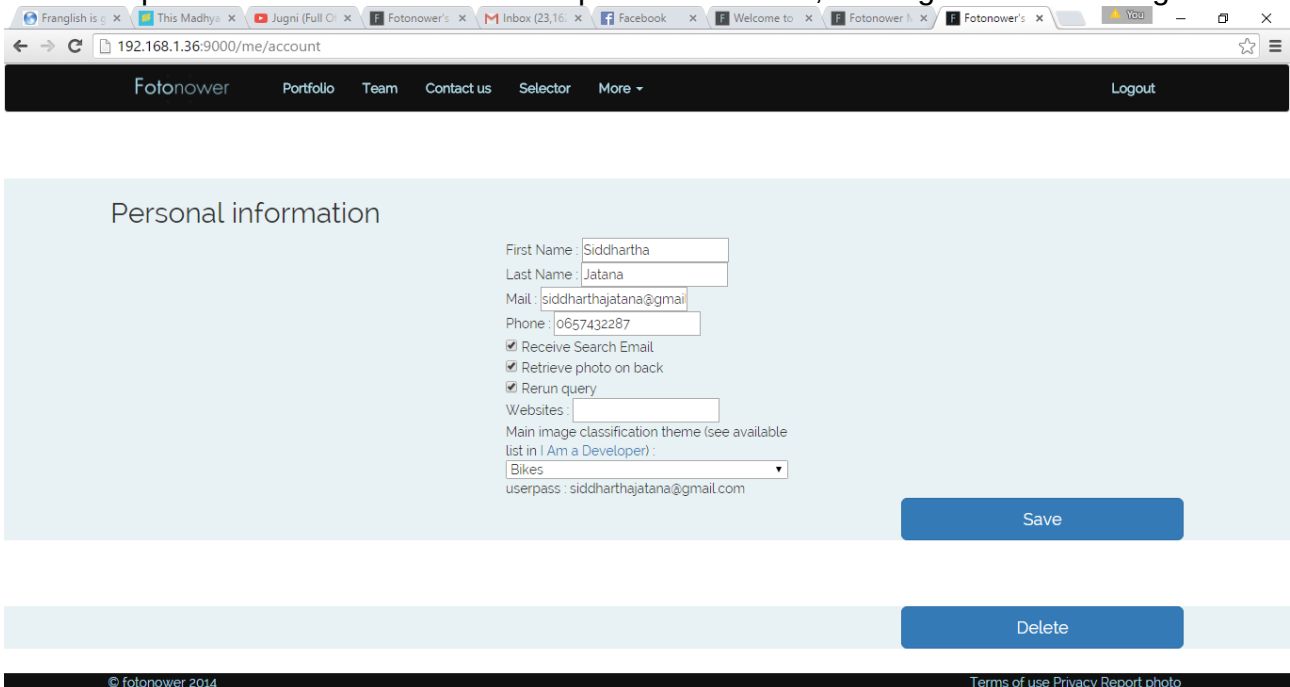 Franglish is g
This Madhya
Jugni (Full Of
Fotonower's
Inbox (23,16
Facebook
Welcome to
Fotonower
Fotonower's
You
192.168.1.36:9000/me/account
Fotonower Portfolio Team Contact us Selector More Logout
Personal information
First Name : Siddhartha
Last Name : Jatana
Mail : siddharthajatana@gmail
Phone : 0657432287
Receive Search Email
Retrieve photo on back
Rerun query
Websites :
Main image classification theme (see available
list in I Am a Developer) :
Bikes
userpass : siddharthajatana@gmail.com
Save
Delete
© fotonower 2014 Terms of use Privacy Report photo